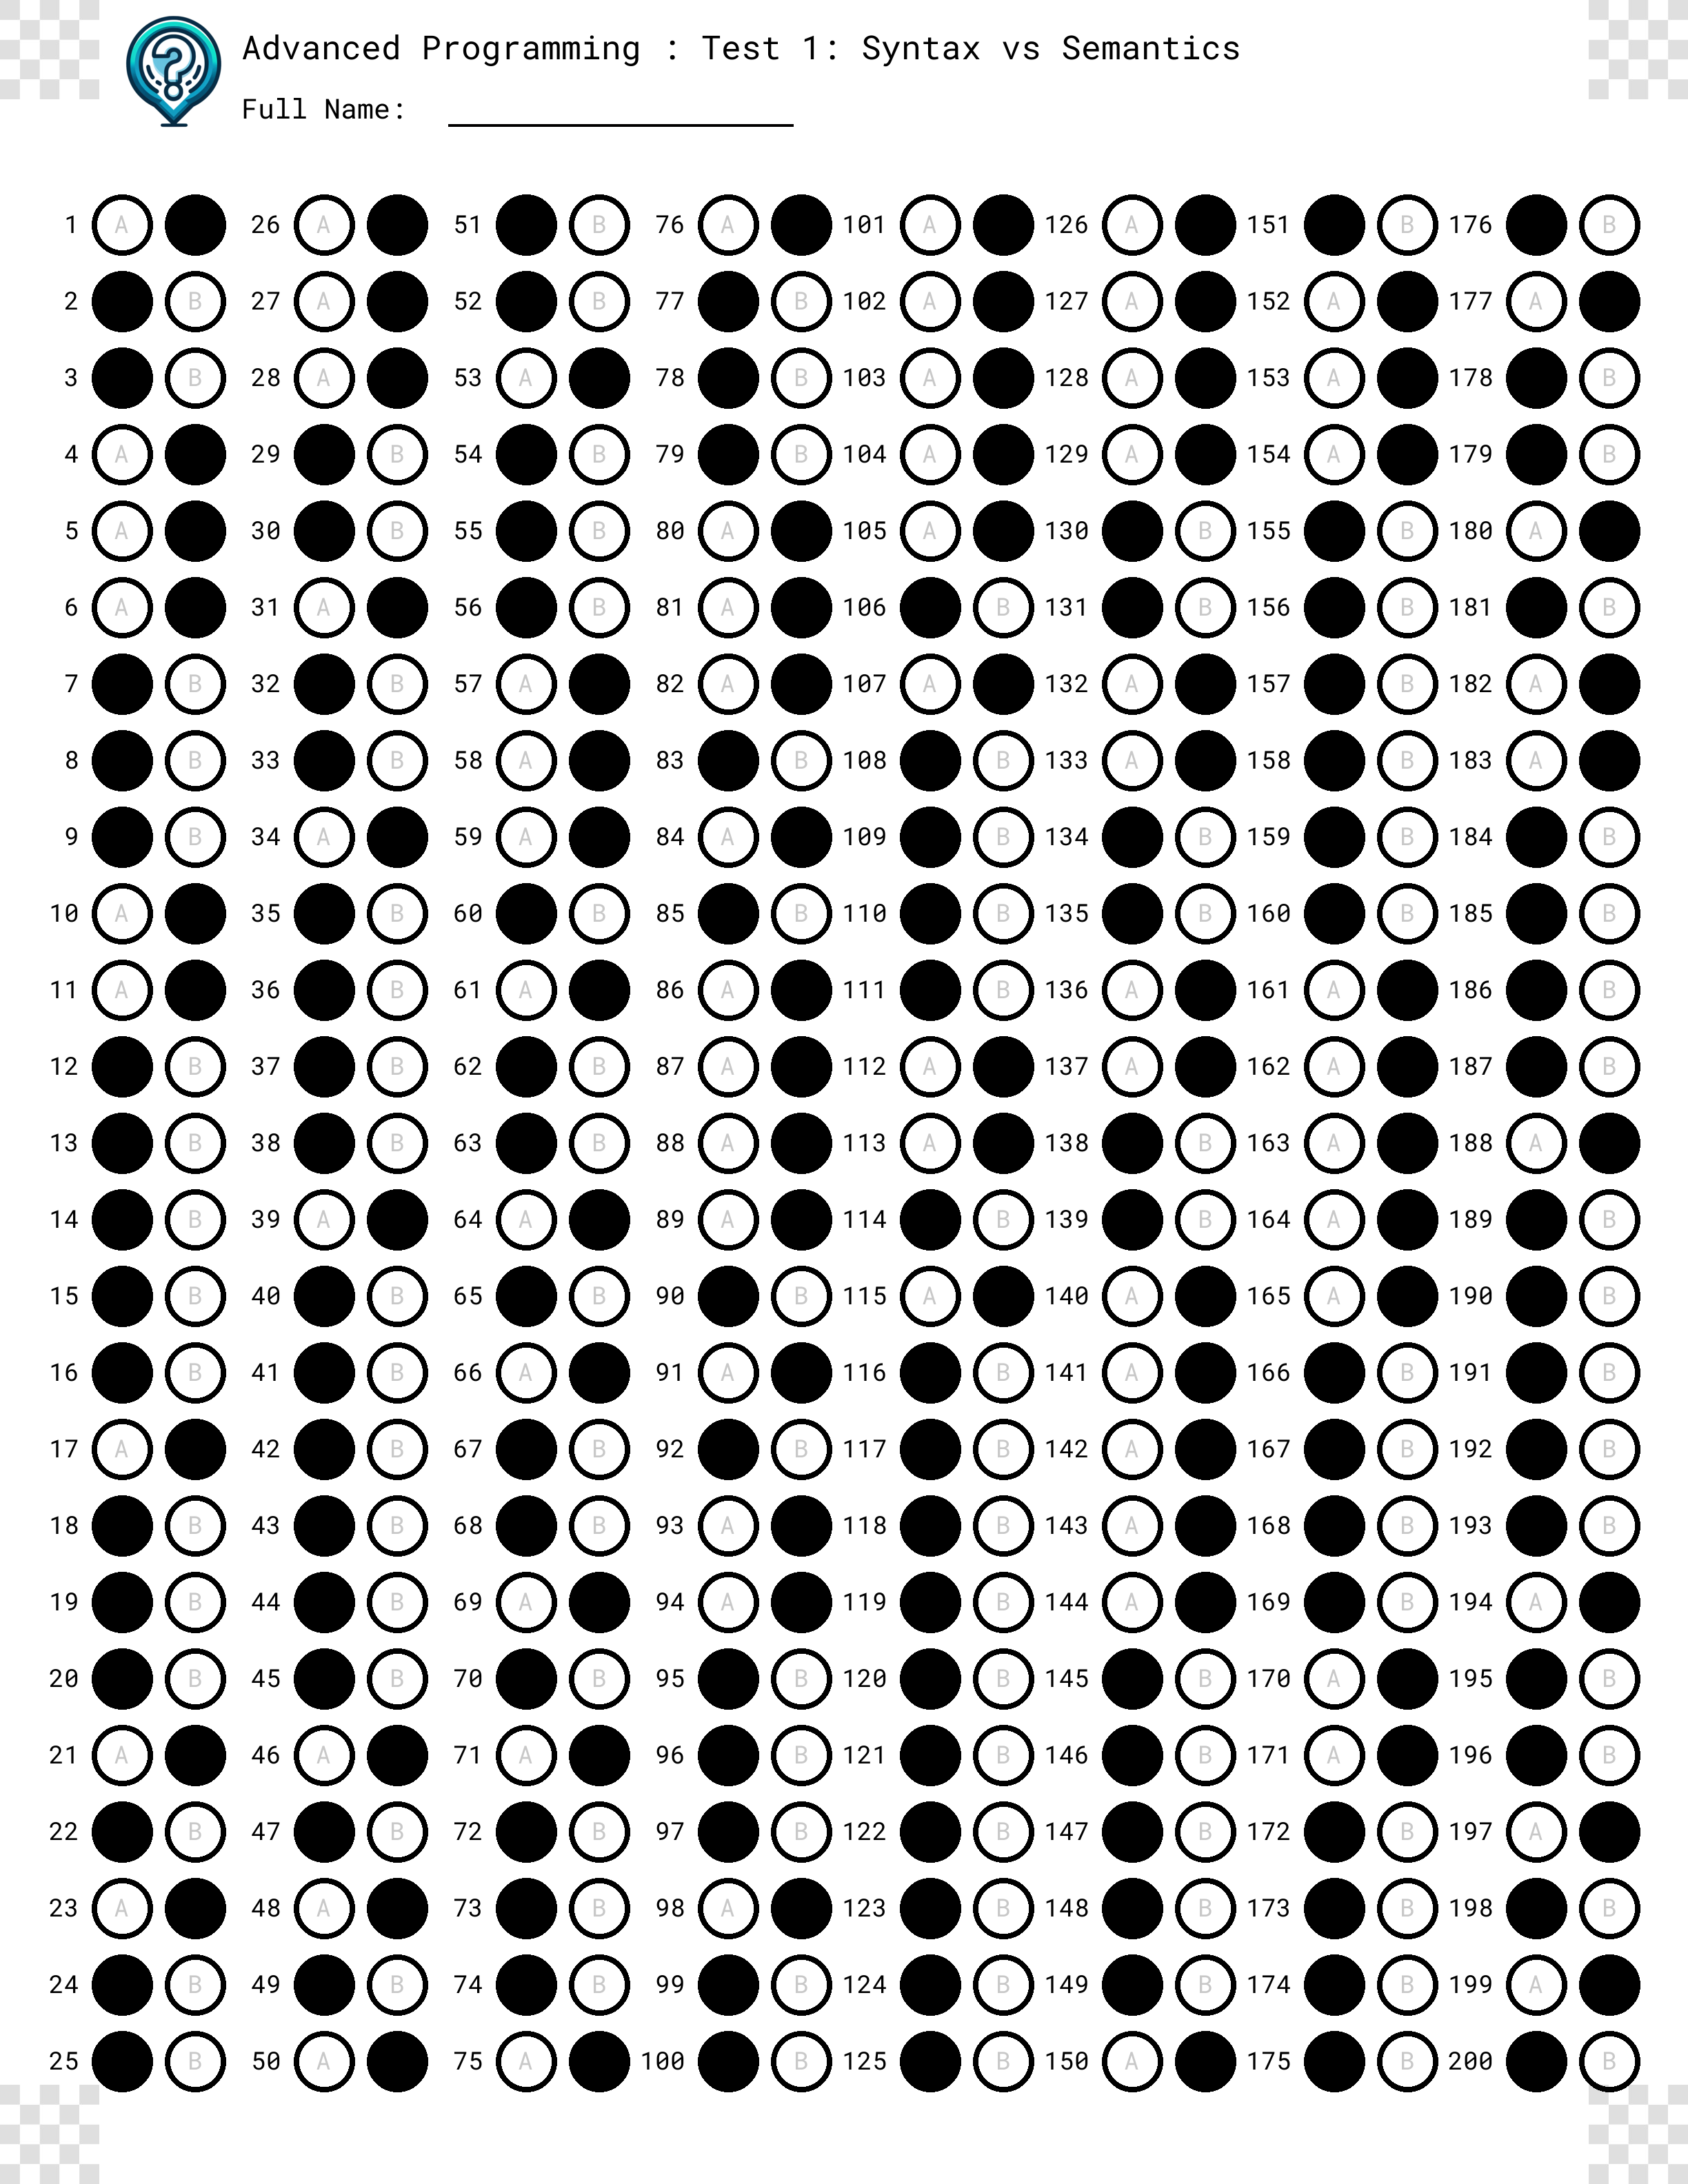 Advanced Programming : Test 1: Syntax vs Semantics
Full Name:
1 A 26 A 51 B 76 A 101 A 126 A 151 B 176 B
2 B 27 A 52 B 77 B 102 A 127 A 152 A 177 A
3 B 28 A 53 A 78 B 103 A 128 A 153 A 178 B
4 A 29 B 54 B 79 B 104 A 129 A 154 A 179 B
5 A 30 B 55 B 80 A 105 A 130 B 155 B 180 A
6 A 31 A 56 B 81 A 106 B 131 B 156 B 181 B
7 B 32 B 57 A 82 A 107 A 132 A 157 B 182 A
8 B 33 B 58 A 83 B 108 B 133 A 158 B 183 A
9 B 34 A 59 A 84 A 109 B 134 B 159 B 184 B
10 A 35 B 60 B 85 B 110 B 135 B 160 B 185 B
11 A 36 B 61 A 86 A 111 B 136 A 161 A 186 B
12 B 37 B 62 B 87 A 112 A 137 A 162 A 187 B
13 B 38 B 63 B 88 A 113 A 138 B 163 A 188 A
14 B 39 A 64 A 89 A 114 B 139 B 164 A 189 B
15 B 40 B 65 B 90 B 115 A 140 A 165 A 190 B
16 B 41 B 66 A 91 A 116 B 141 A 166 B 191 B
17 A 42 B 67 B 92 B 117 B 142 A 167 B 192 B
18 B 43 B 68 B 93 A 118 B 143 A 168 B 193 B
19 B 44 B 69 A 94 A 119 B 144 A 169 B 194 A
20 B 45 B 70 B 95 B 120 B 145 B 170 A 195 B
21 A 46 A 71 A 96 B 121 B 146 B 171 A 196 B
22 B 47 B 72 B 97 B 122 B 147 B 172 B 197 A
23 A 48 A 73 B 98 A 123 B 148 B 173 B 198 B
24 B 49 B 74 B 99 B 124 B 149 B 174 B 199 A
25 B 50 A 75 A 100 B 125 B 150 A 175 B 200 B